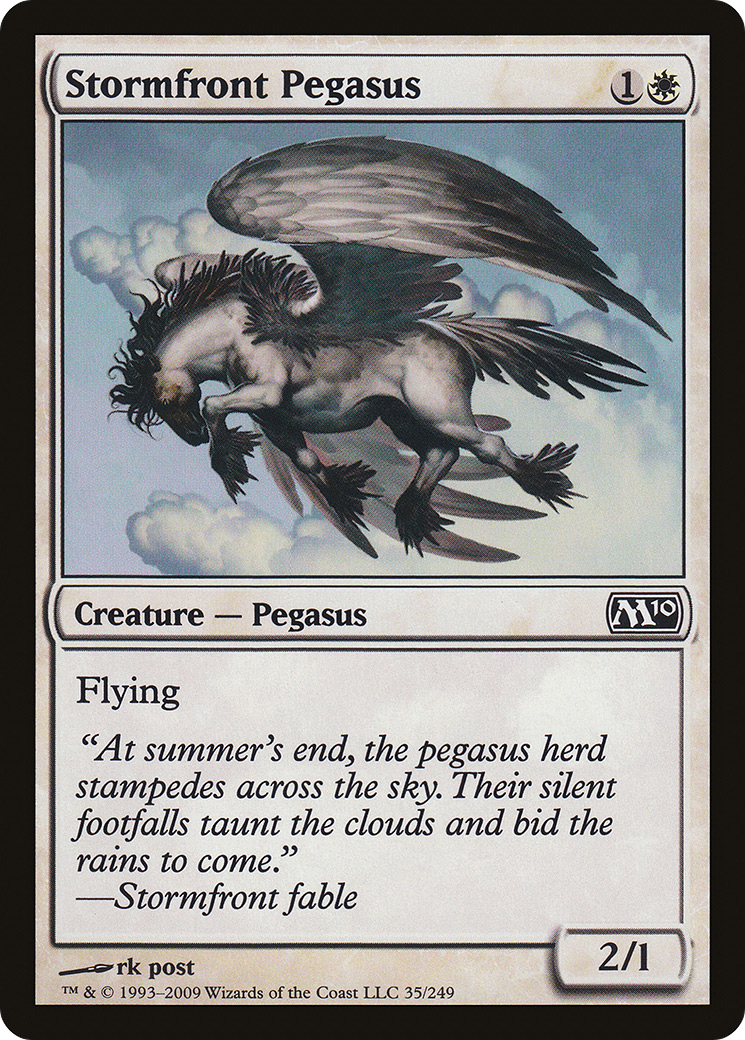 Stormfront Pegasus 1
Creature — Pegasus M10
Flying
“At summer’s end, the pegasus herd
stampedes across the sky. Their silent
footfalls taunt the clouds and bid the
rains to come.”
—Stormfront fable
2/1
rk post
™ & © 1993–2009 Wizards of the Coast LLC 35/249